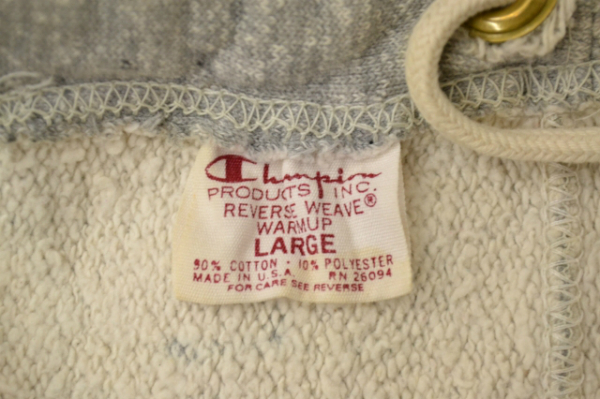 Champion
PRODUCTS INC.
REVERSE WEAVE®
WARMUP
LARGE
90% COTTON · 10% POLYESTER
MADE IN U.S.A. RN 26094
FOR CARE SEE REVERSE